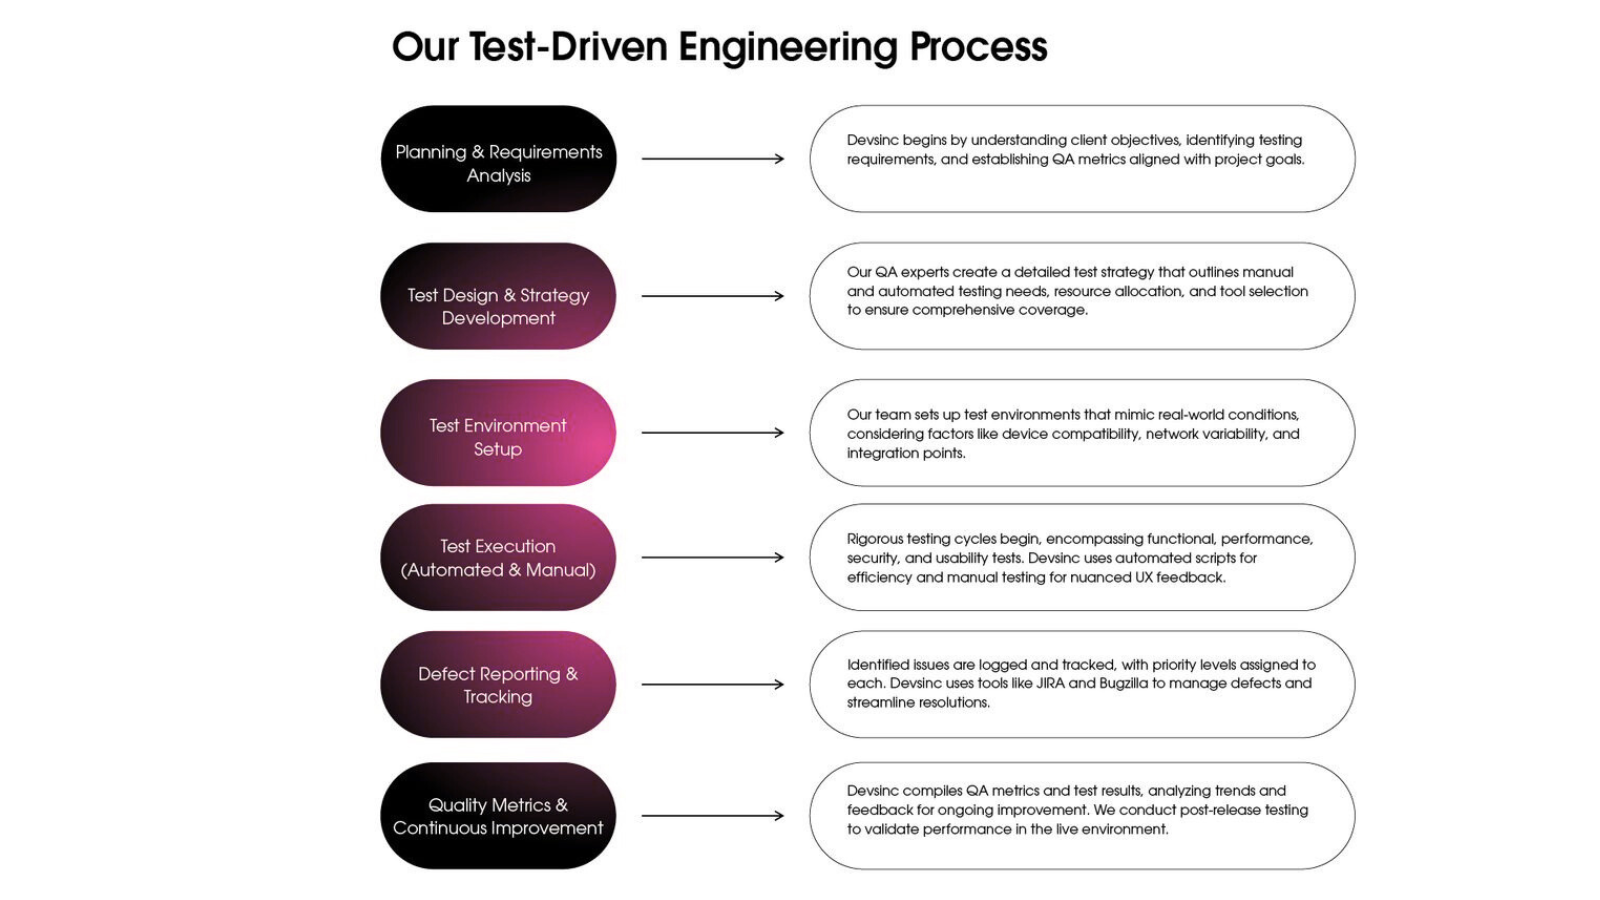 Our Test-Driven Engineering Process
Planning & Requirements
Analysis
Devsinc begins by understanding client objectives, identifying testing
requirements, and establishing QA metrics aligned with project goals.
Test Design & Strategy
Development
Our QA experts create a detailed test strategy that outlines manual
and automated testing needs, resource allocation, and tool selection
to ensure comprehensive coverage.
Test Environment
Setup
Our team sets up test environments that mimic real-world conditions,
considering factors like device compatibility, network variability, and
integration points.
Test Execution
(Automated & Manual)
Rigorous testing cycles begin, encompassing functional, performance,
security, and usability tests. Devsinc uses automated scripts for
efficiency and manual testing for nuanced UX feedback.
Defect Reporting &
Tracking
Identified issues are logged and tracked, with priority levels assigned to
each. Devsinc uses tools like JIRA and Bugzilla to manage defects and
streamline resolutions.
Quality Metrics &
Continuous Improvement
Devsinc compiles QA metrics and test results, analyzing trends and
feedback for ongoing improvement. We conduct post-release testing
to validate performance in the live environment.